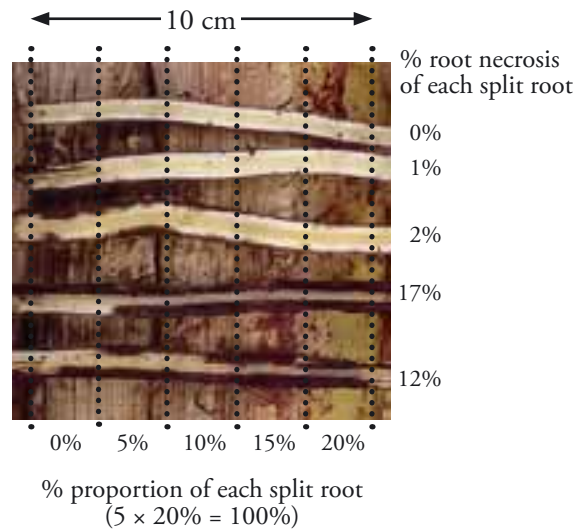 10 cm
% root necrosis
of each split root
0%
1%
2%
17%
12%
0% 5% 10% 15% 20%
% proportion of each split root
(5 × 20% = 100%)